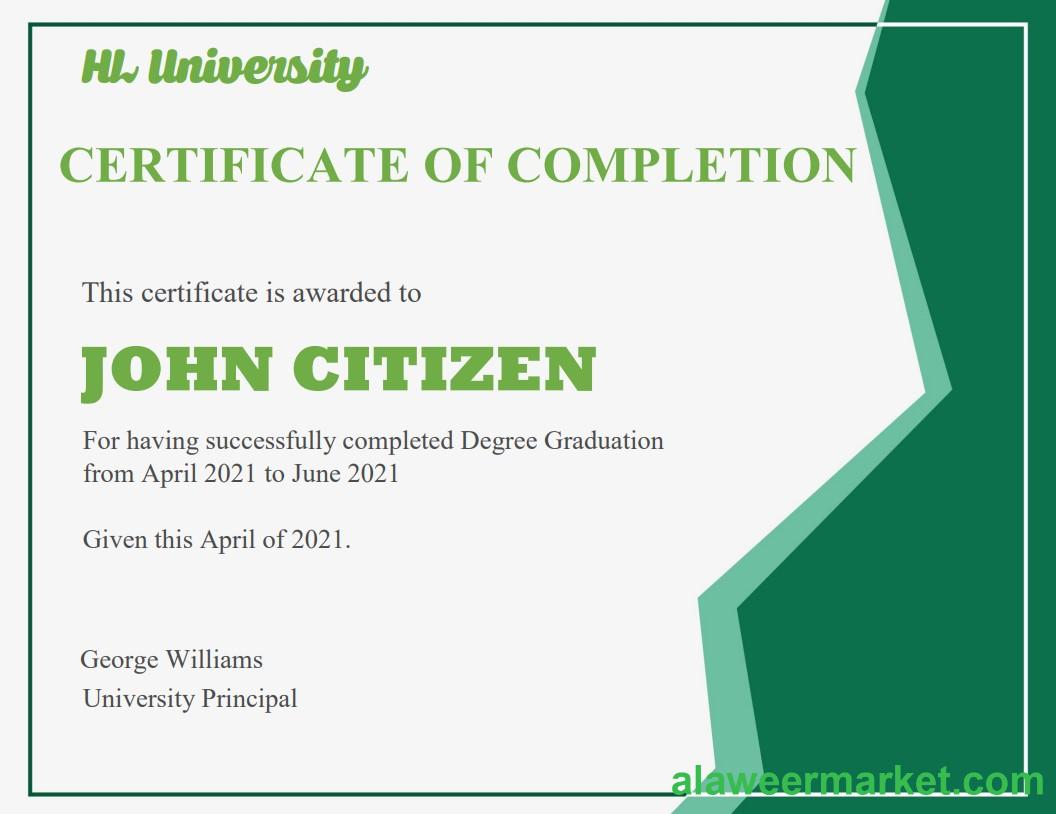 HL University
CERTIFICATE OF COMPLETION
This certificate is awarded to
JOHN CITIZEN
For having successfully completed Degree Graduation
from April 2021 to June 2021
Given this April of 2021.
George Williams
University Principal
alaweermarket.com